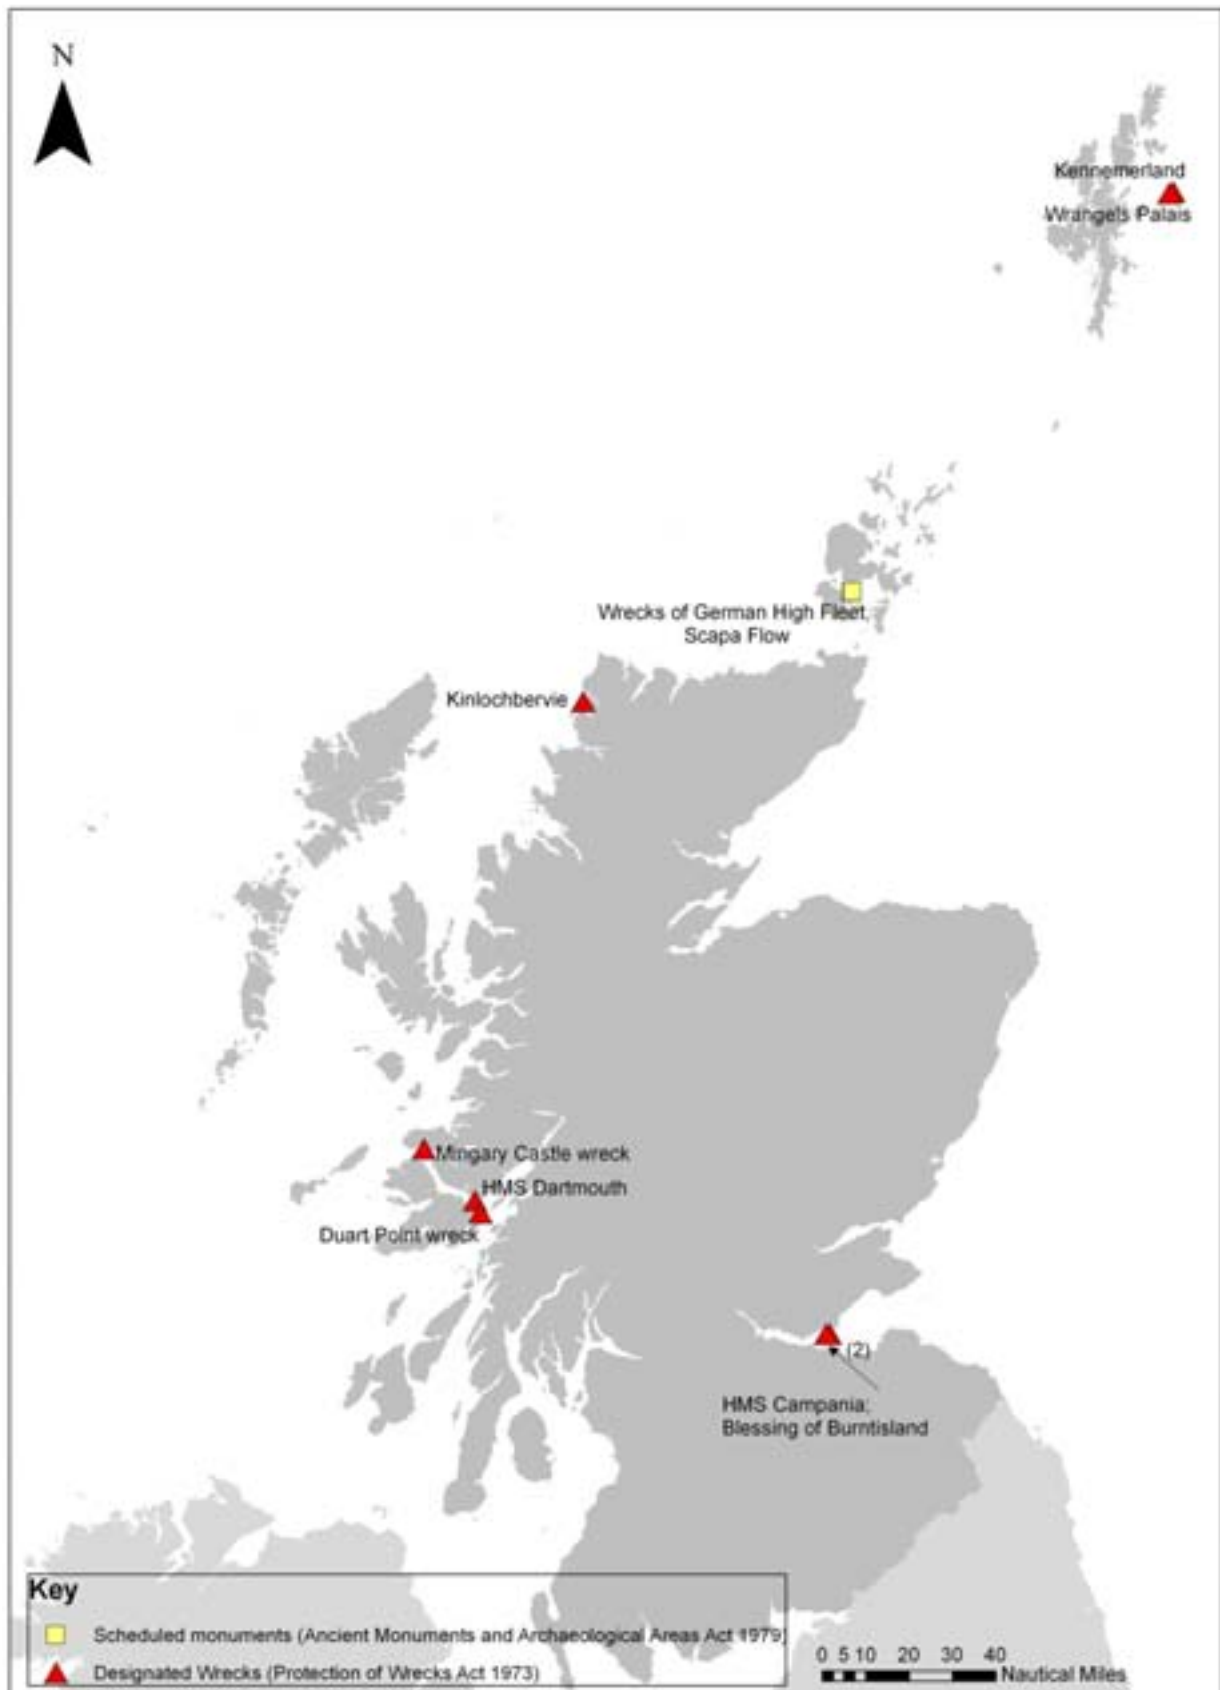 N
Kennemerland
Wrangels Palais
Wrecks of German High Fleet,
Scapa Flow
Kinlochbervie
Mingary Castle wreck
HMS Dartmouth
Duart Point wreck
(2)
HMS Campania;
Blessing of Burntisland
Key
Scheduled monuments (Ancient Monuments and Archaeological Areas Act 1979)
Designated Wrecks (Protection of Wrecks Act 1973)
0 5 10 20 30 40
Nautical Miles